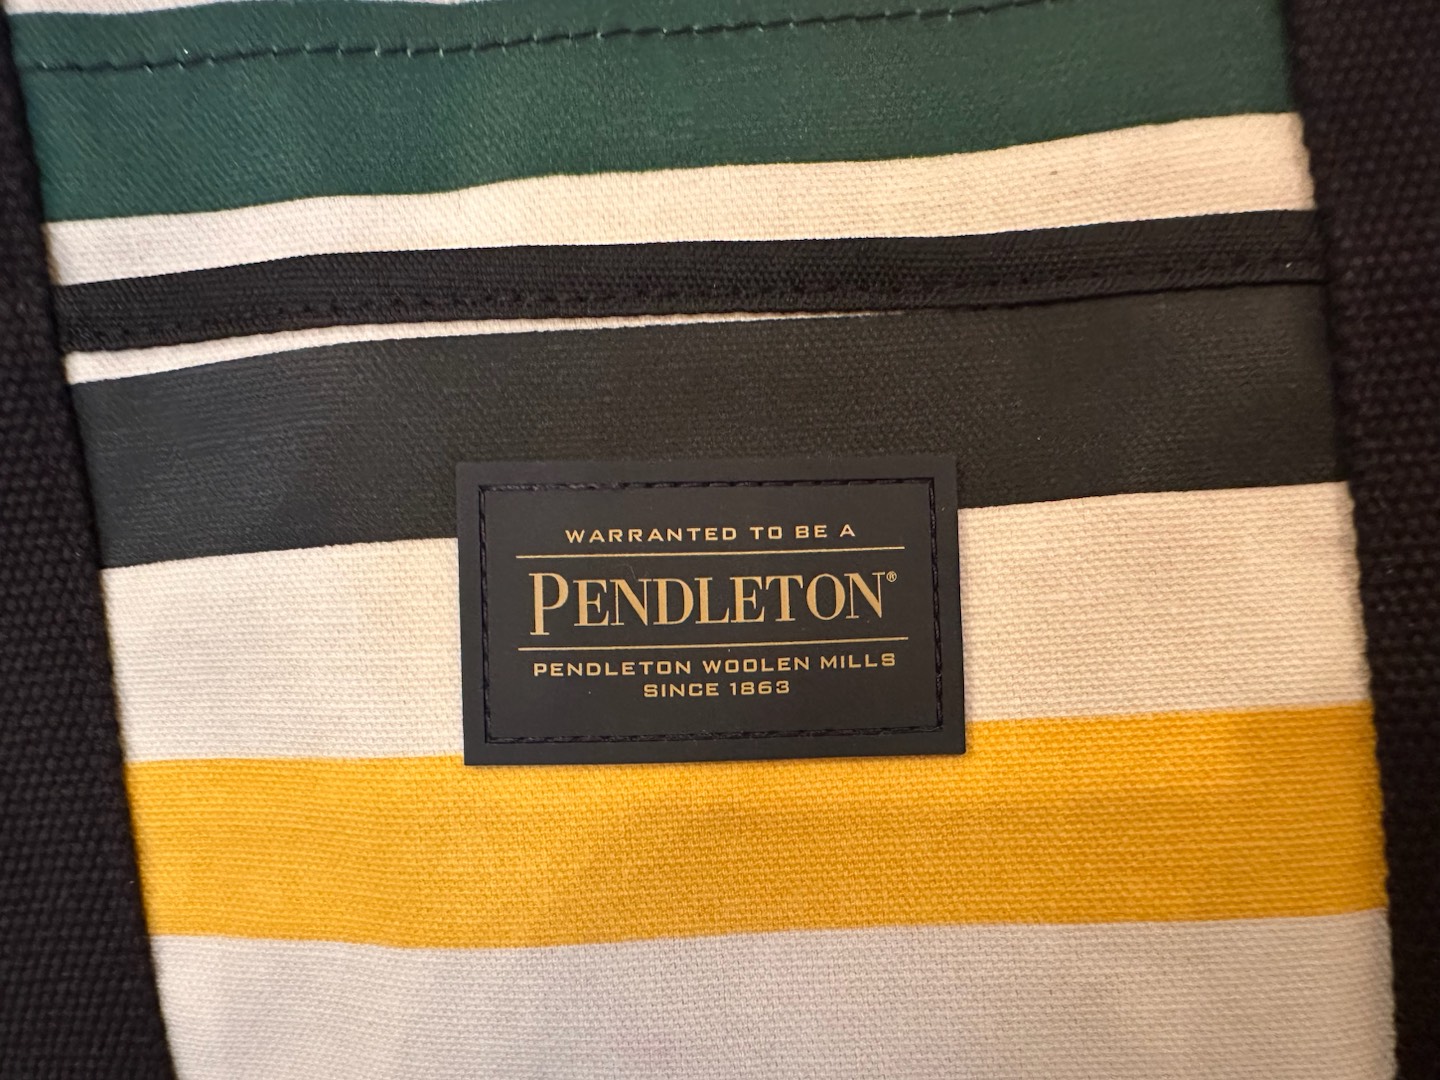 WARRANTED TO BE A
PENDLETON®
PENDLETON WOOLEN MILLS
SINCE 1863